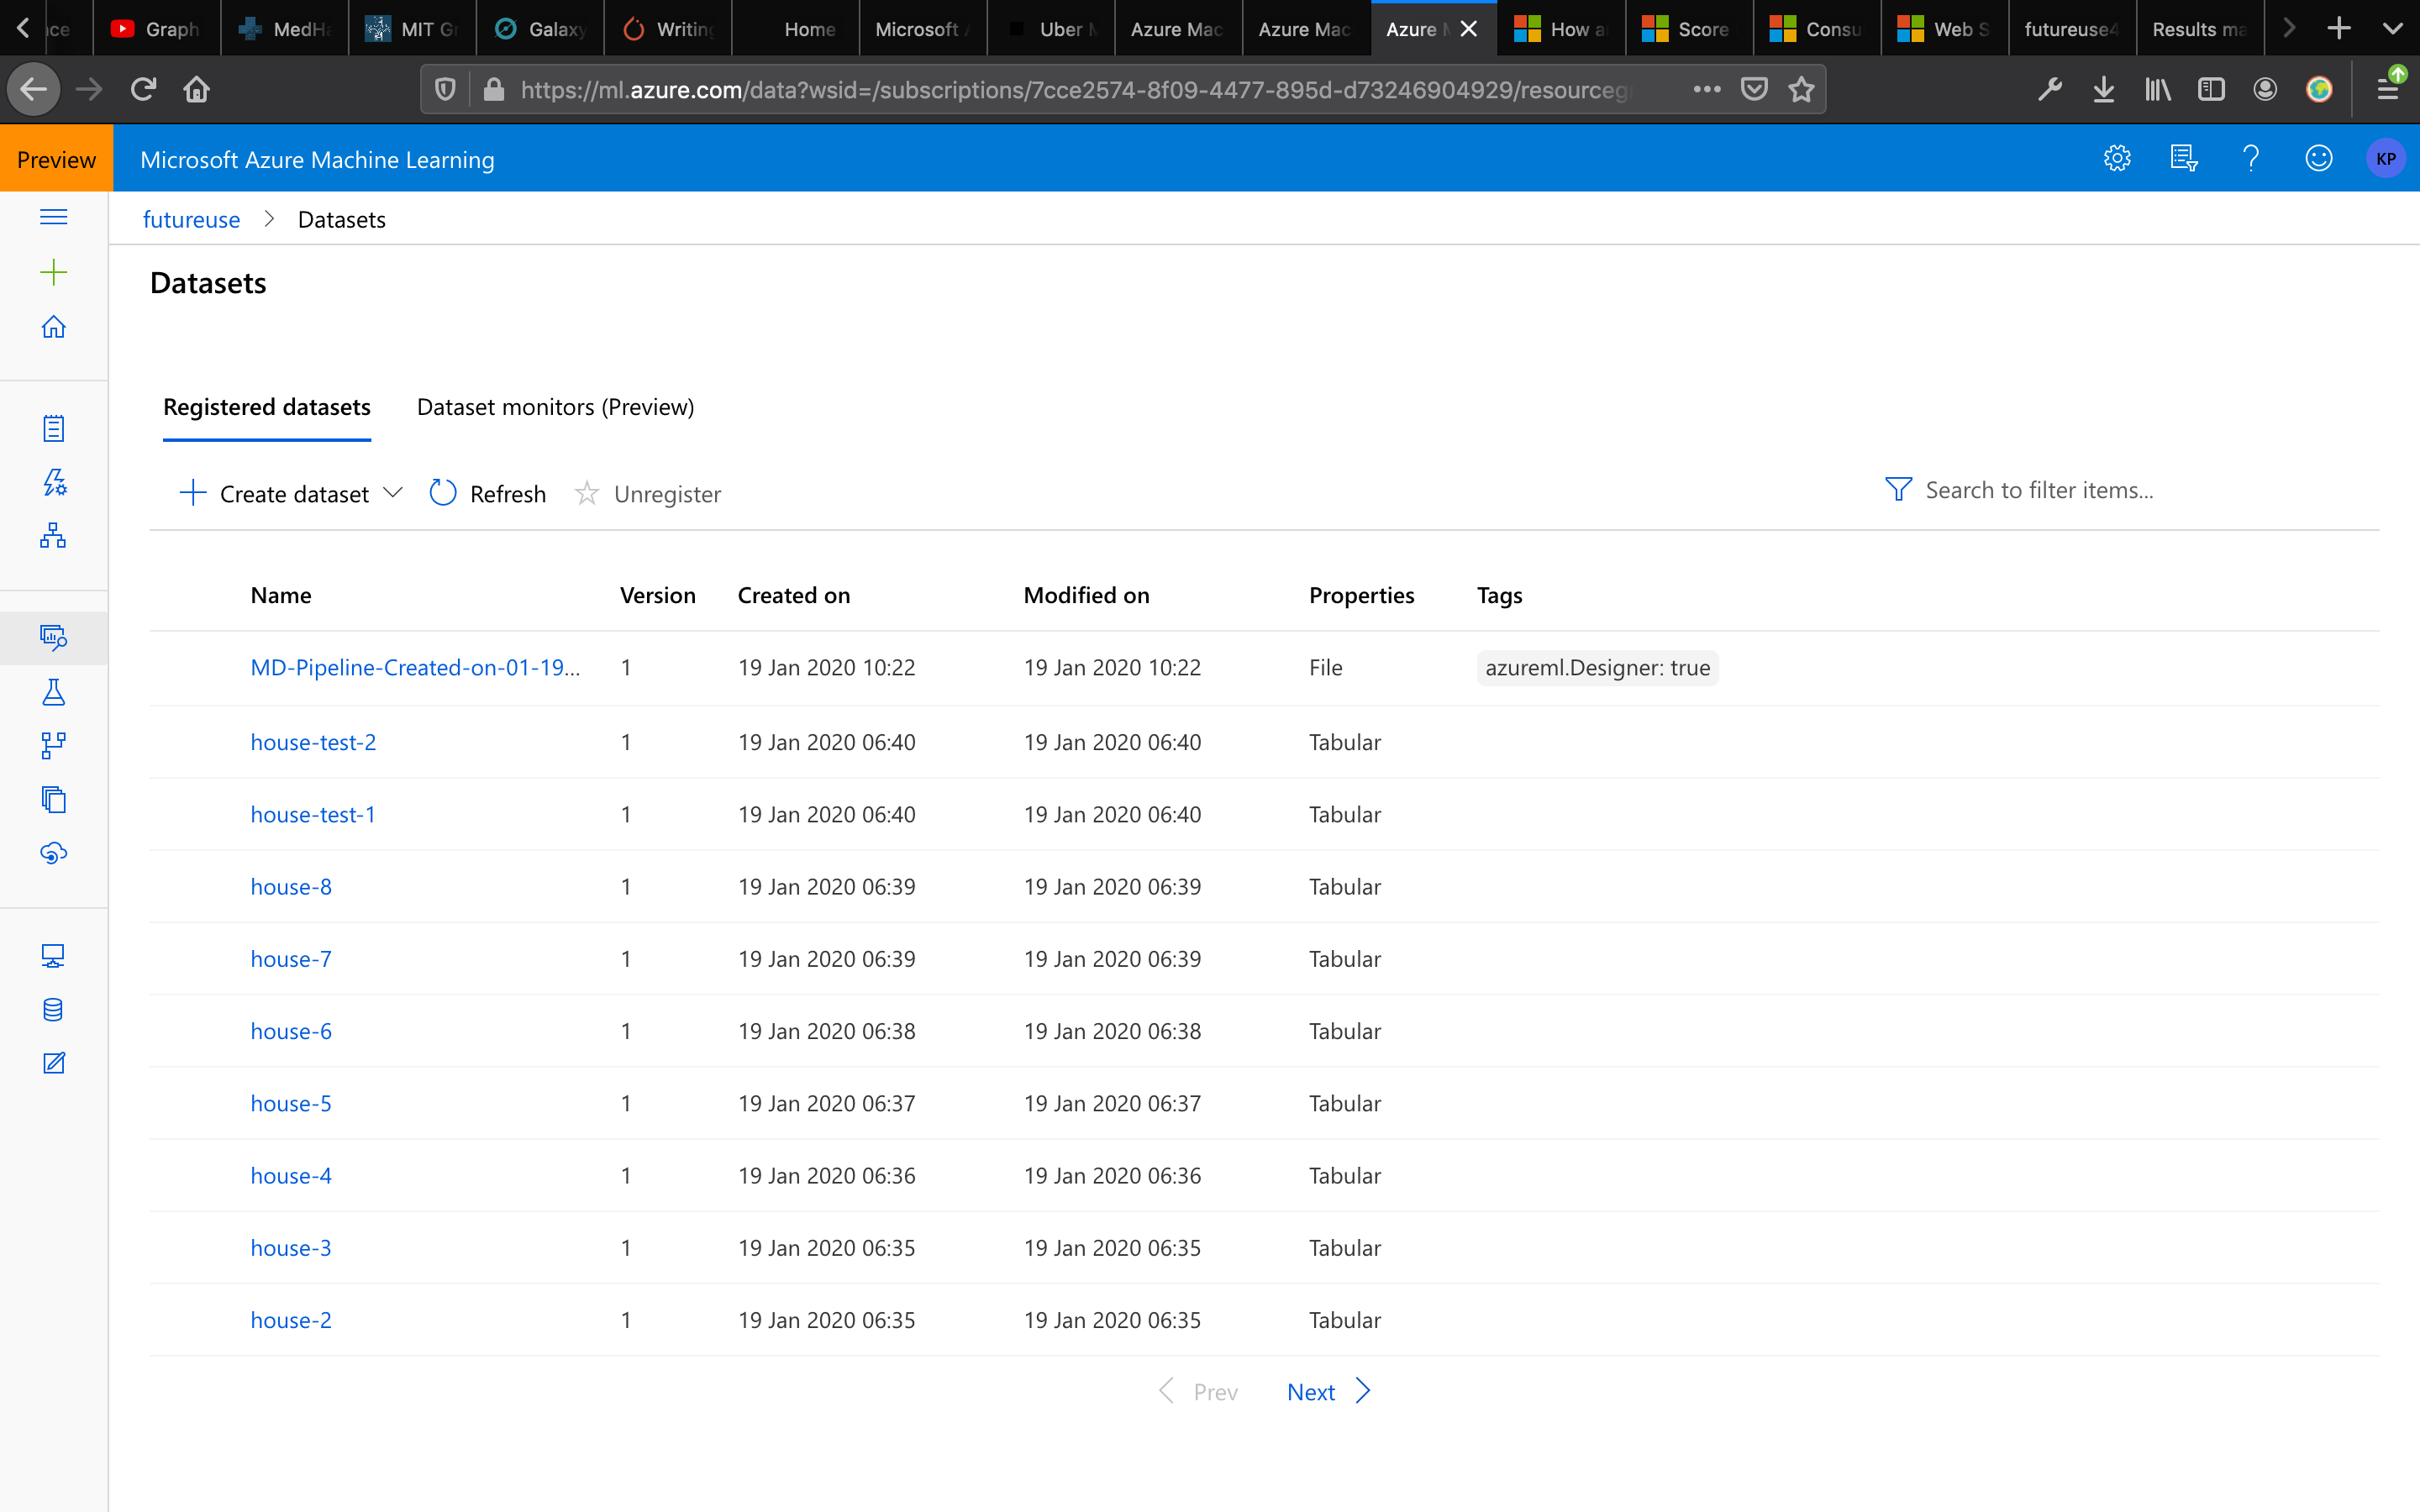 Graph MedHa MIT G Galaxy Writing Home Microsoft Uber Azure Mac Azure Mac Azure How a Score Consu Web S futureuse4 Results ma
https://ml.azure.com/data?wsid=/subscriptions/7cce2574-8f09-4477-895d-d73246904929/resourceg
Preview Microsoft Azure Machine Learning KP
futureuse > Datasets
Datasets
Registered datasets Dataset monitors (Preview)
Create dataset Refresh Unregister Search to filter items...
Name Version Created on Modified on Properties Tags
MD-Pipeline-Created-on-01-19... 1 19 Jan 2020 10:22 19 Jan 2020 10:22 File azureml.Designer: true
house-test-2 1 19 Jan 2020 06:40 19 Jan 2020 06:40 Tabular
house-test-1 1 19 Jan 2020 06:40 19 Jan 2020 06:40 Tabular
house-8 1 19 Jan 2020 06:39 19 Jan 2020 06:39 Tabular
house-7 1 19 Jan 2020 06:39 19 Jan 2020 06:39 Tabular
house-6 1 19 Jan 2020 06:38 19 Jan 2020 06:38 Tabular
house-5 1 19 Jan 2020 06:37 19 Jan 2020 06:37 Tabular
house-4 1 19 Jan 2020 06:36 19 Jan 2020 06:36 Tabular
house-3 1 19 Jan 2020 06:35 19 Jan 2020 06:35 Tabular
house-2 1 19 Jan 2020 06:35 19 Jan 2020 06:35 Tabular
Prev Next